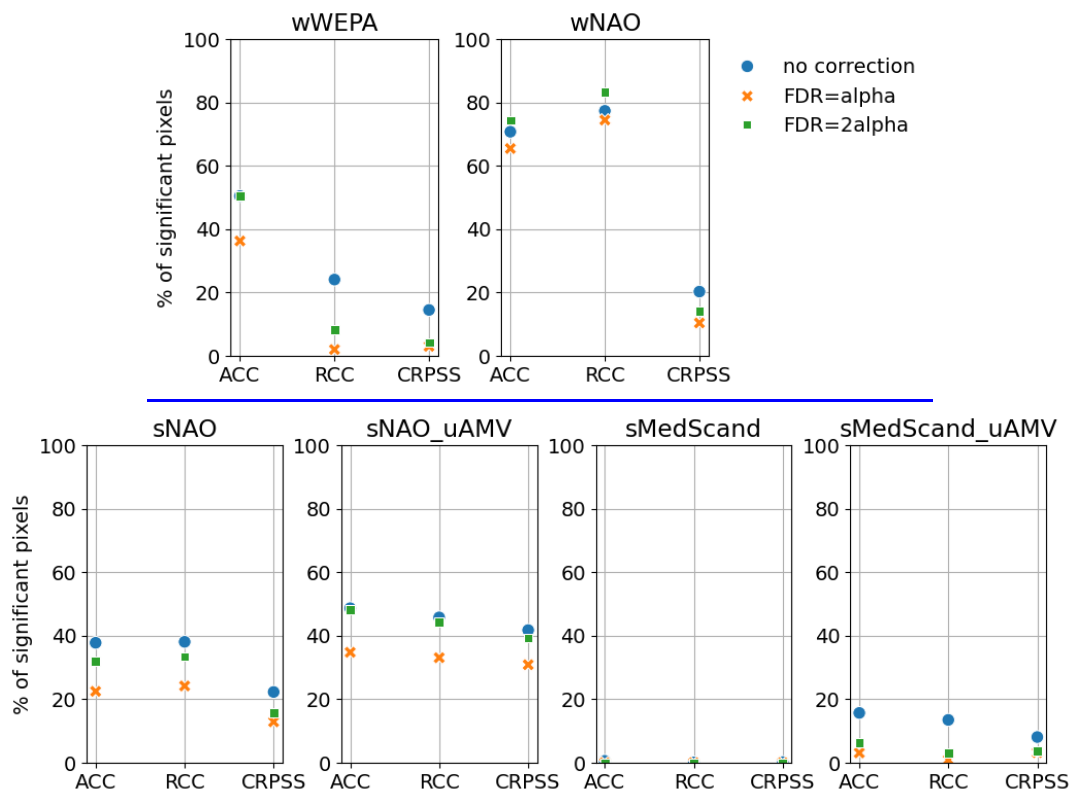 wWEPA
wNAO
% of significant pixels
100
80
60
40
20
0
ACC RCC CRPSS
100
80
60
40
20
0
ACC RCC CRPSS
no correction
FDR=alpha
FDR=2alpha
sNAO
sNAO_uAMV
sMedScand
sMedScand_uAMV
% of significant pixels
100
80
60
40
20
0
ACC RCC CRPSS
100
80
60
40
20
0
ACC RCC CRPSS
100
80
60
40
20
0
ACC RCC CRPSS
100
80
60
40
20
0
ACC RCC CRPSS